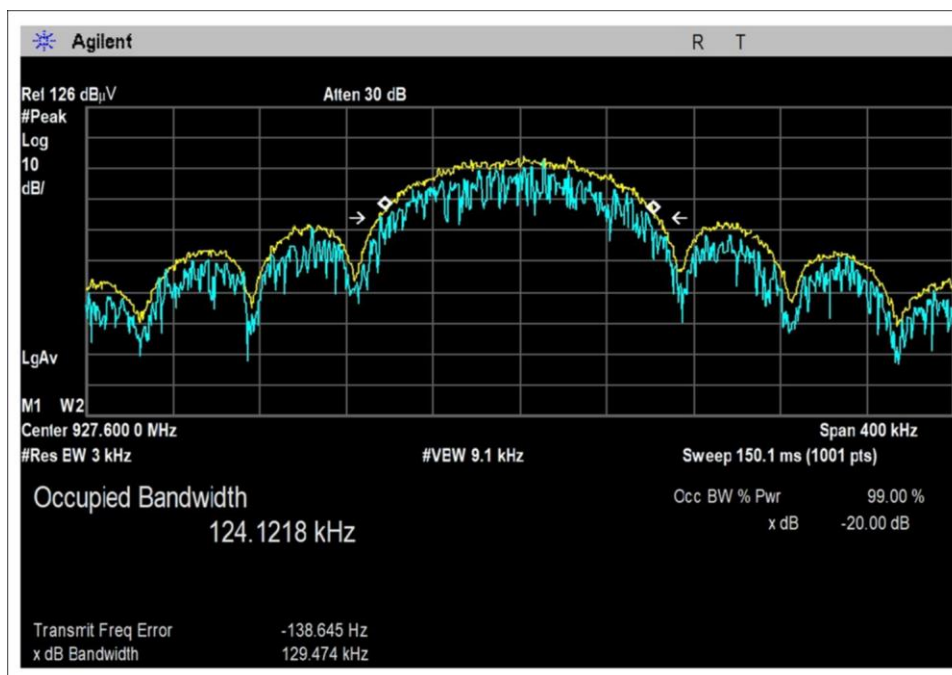 Agilent R T
Ref 126 dBµV Atten 30 dB
#Peak
Log
10
dB/
LgAv
M1 W2
Center 927.600 0 MHz Span 400 kHz
#Res BW 3 kHz #VBW 9.1 kHz Sweep 150.1 ms (1001 pts)
Occupied Bandwidth Occ BW % Pwr 99.00 %
124.1218 kHz x dB -20.00 dB
Transmit Freq Error -138.645 Hz
x dB Bandwidth 129.474 kHz